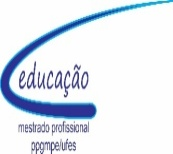 educação
mestrado profissional
ppgmpe/ufes